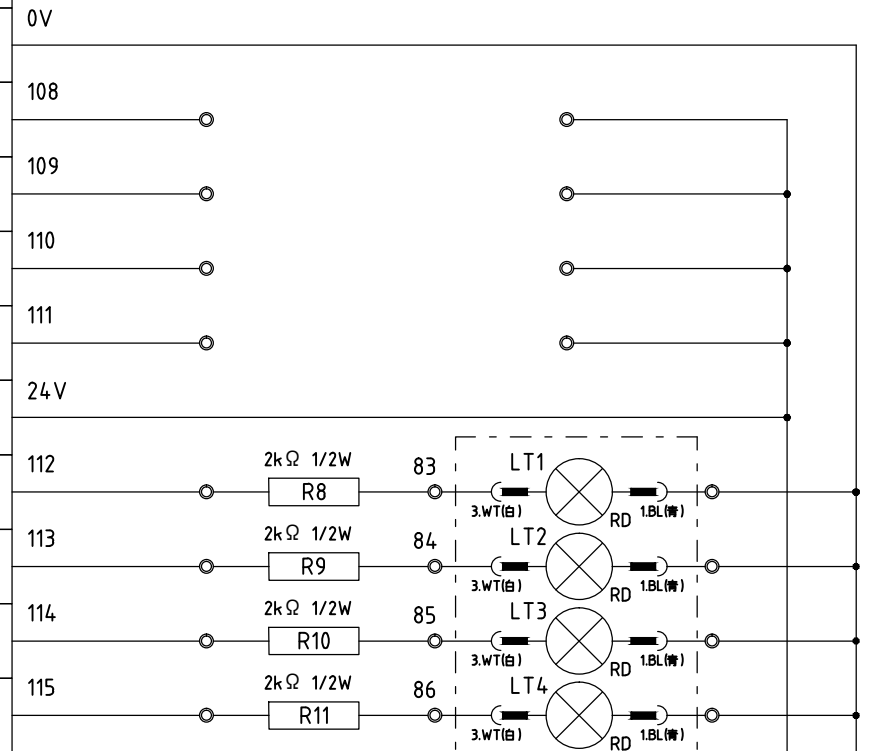 0V
108
109
110
111
24V
112
2kΩ 1/2W
83
LT1
R8
3.WT(白)
RD
1.BL(青)
113
2kΩ 1/2W
84
LT2
R9
3.WT(白)
RD
1.BL(青)
114
2kΩ 1/2W
85
LT3
R10
3.WT(白)
RD
1.BL(青)
115
2kΩ 1/2W
86
LT4
R11
3.WT(白)
RD
1.BL(青)